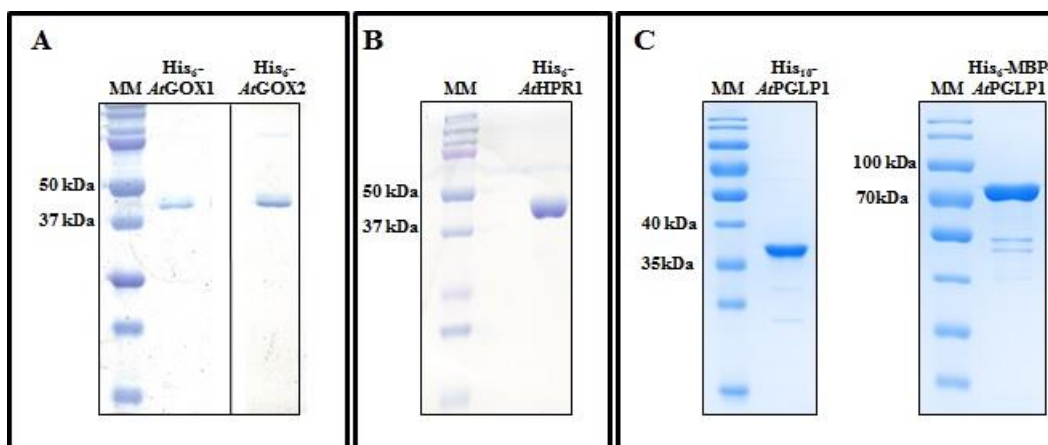 A
MM
His₆-
AtGOX1
His₆-
AtGOX2
50 kDa
37 kDa
B
MM
His₆-
AtHPR1
50 kDa
37 kDa
C
MM
His₁₀-
AtPGLP1
40 kDa
35kDa
MM
His₆-MBP-
AtPGLP1
100 kDa
70kDa